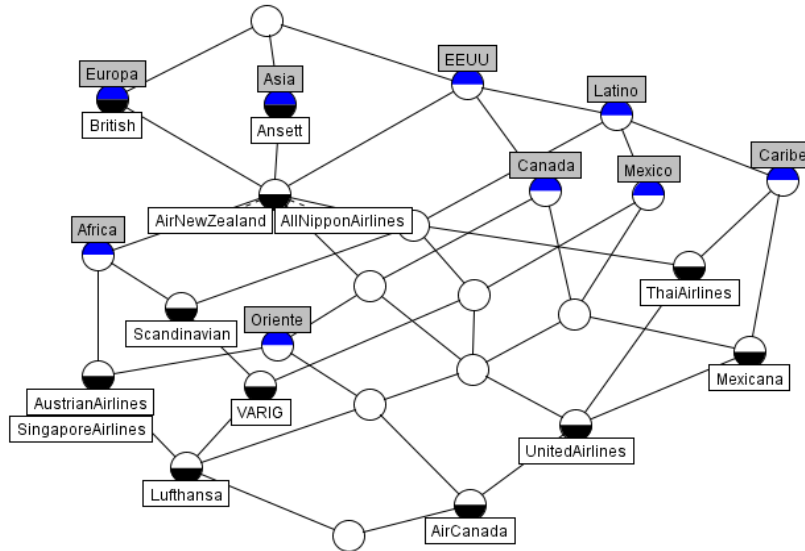 EEUU
Europa
Asia
Latino
British
Ansett
Canada
Mexico
Caribe
AirNewZealand
AllNipponAirlines
Africa
ThaiAirlines
Scandinavian
Oriente
Mexicana
AustrianAirlines
VARIG
SingaporeAirlines
UnitedAirlines
Lufthansa
AirCanada